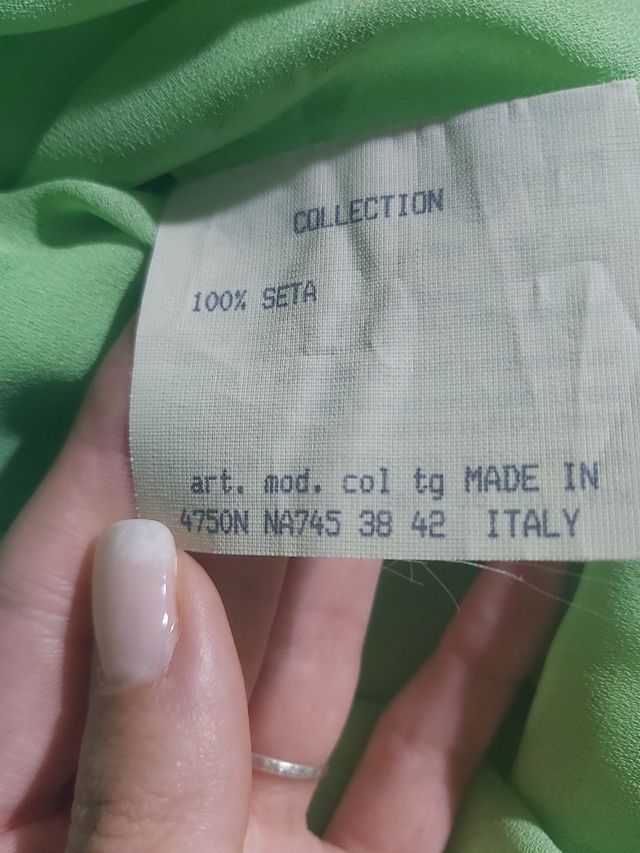 COLLECTION
100% SETA
art. mod. col tg MADE IN
4750N NA745 38 42 ITALY